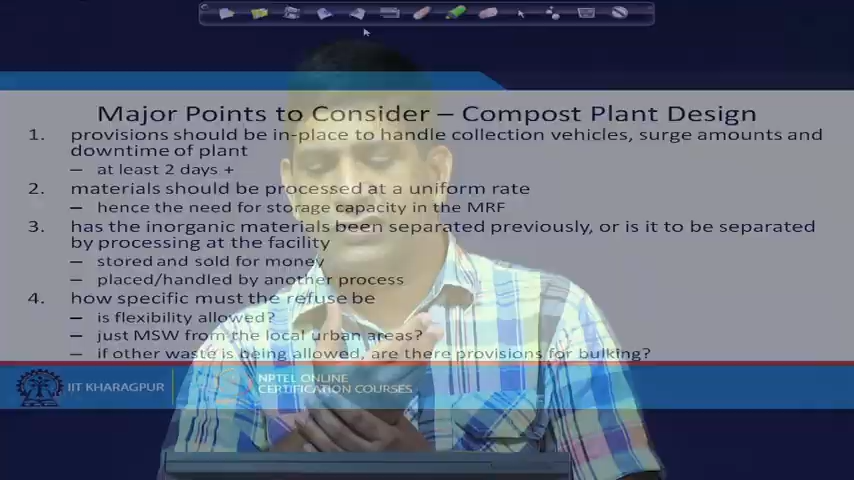 Major Points to Consider – Compost Plant Design
1. provisions should be in-place to handle collection vehicles, surge amounts and
downtime of plant
– at least 2 days +
2. materials should be processed at a uniform rate
– hence the need for storage capacity in the MRF
3. has the inorganic materials been separated previously, or is it to be separated
by processing at the facility
– stored and sold for money
– placed/handled by another process
4. how specific must the refuse be
– is flexibility allowed?
– just MSW from the local urban areas?
– if other waste is being allowed, are there provisions for bulking?
IIT KHARAGPUR
NPTEL ONLINE
CERTIFICATION COURSES